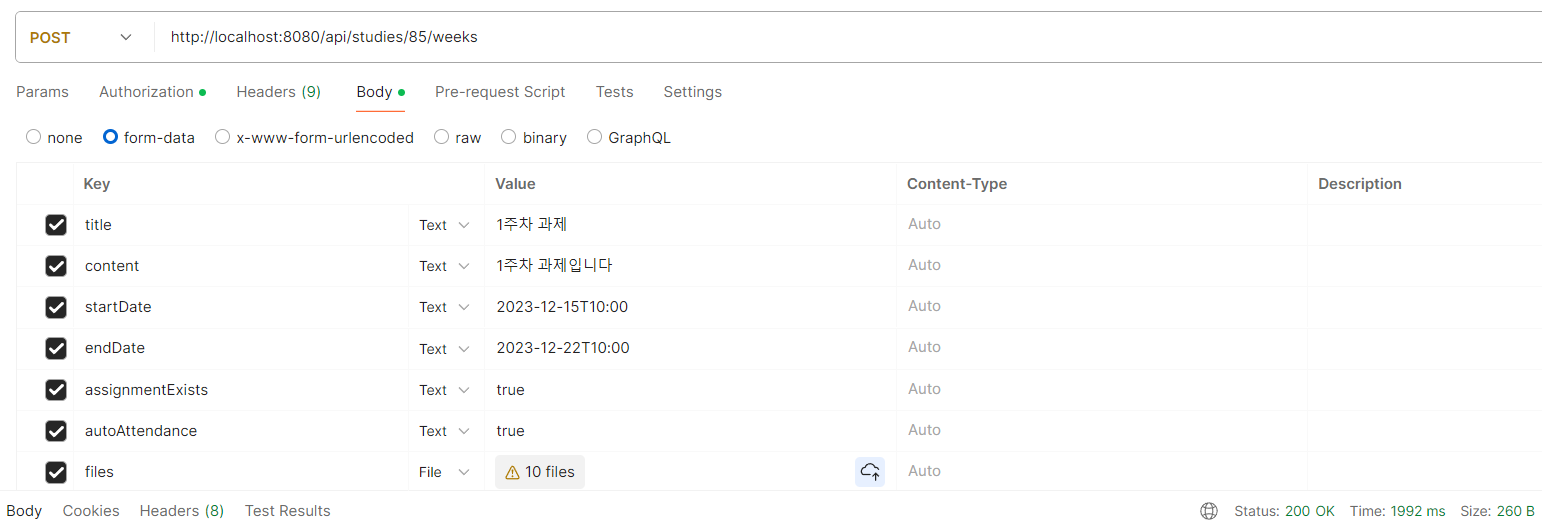 POST http://localhost:8080/api/studies/85/weeks
Params Authorization Headers (9) Body Pre-request Script Tests Settings
none form-data x-www-form-urlencoded raw binary GraphQL
Key Value Content-Type Description
title Text 1주차 과제 Auto
content Text 1주차 과제입니다 Auto
startDate Text 2023-12-15T10:00 Auto
endDate Text 2023-12-22T10:00 Auto
assignmentExists Text true Auto
autoAttendance Text true Auto
files File 10 files Auto
Body Cookies Headers (8) Test Results Status: 200 OK Time: 1992 ms Size: 260 B